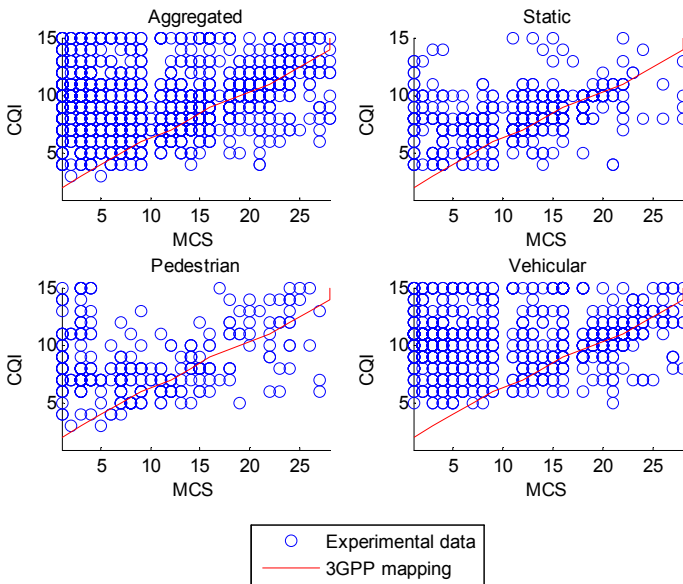 Aggregated
Static
15
10
5
CQI
5 10 15 20 25
MCS
15
10
5
CQI
5 10 15 20 25
MCS
Pedestrian
Vehicular
15
10
5
CQI
5 10 15 20 25
MCS
15
10
5
CQI
5 10 15 20 25
MCS
Experimental data
3GPP mapping